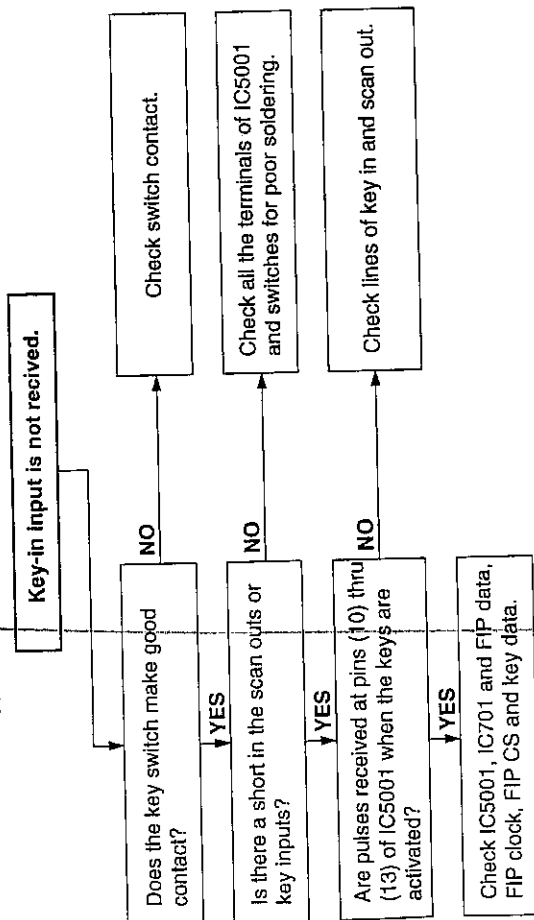 Key-in input is not recived.
Does the key switch make good
contact?
NO
Check switch contact.
YES
Is there a short in the scan outs or
key inputs?
NO
Check all the terminals of IC5001
and switches for poor soldering.
YES
Are pulses received at pins (10) thru
(13) of IC5001 when the keys are
activated?
NO
Check lines of key in and scan out.
YES
Check IC5001, IC701 and FIP data,
FIP clock, FIP CS and key data.